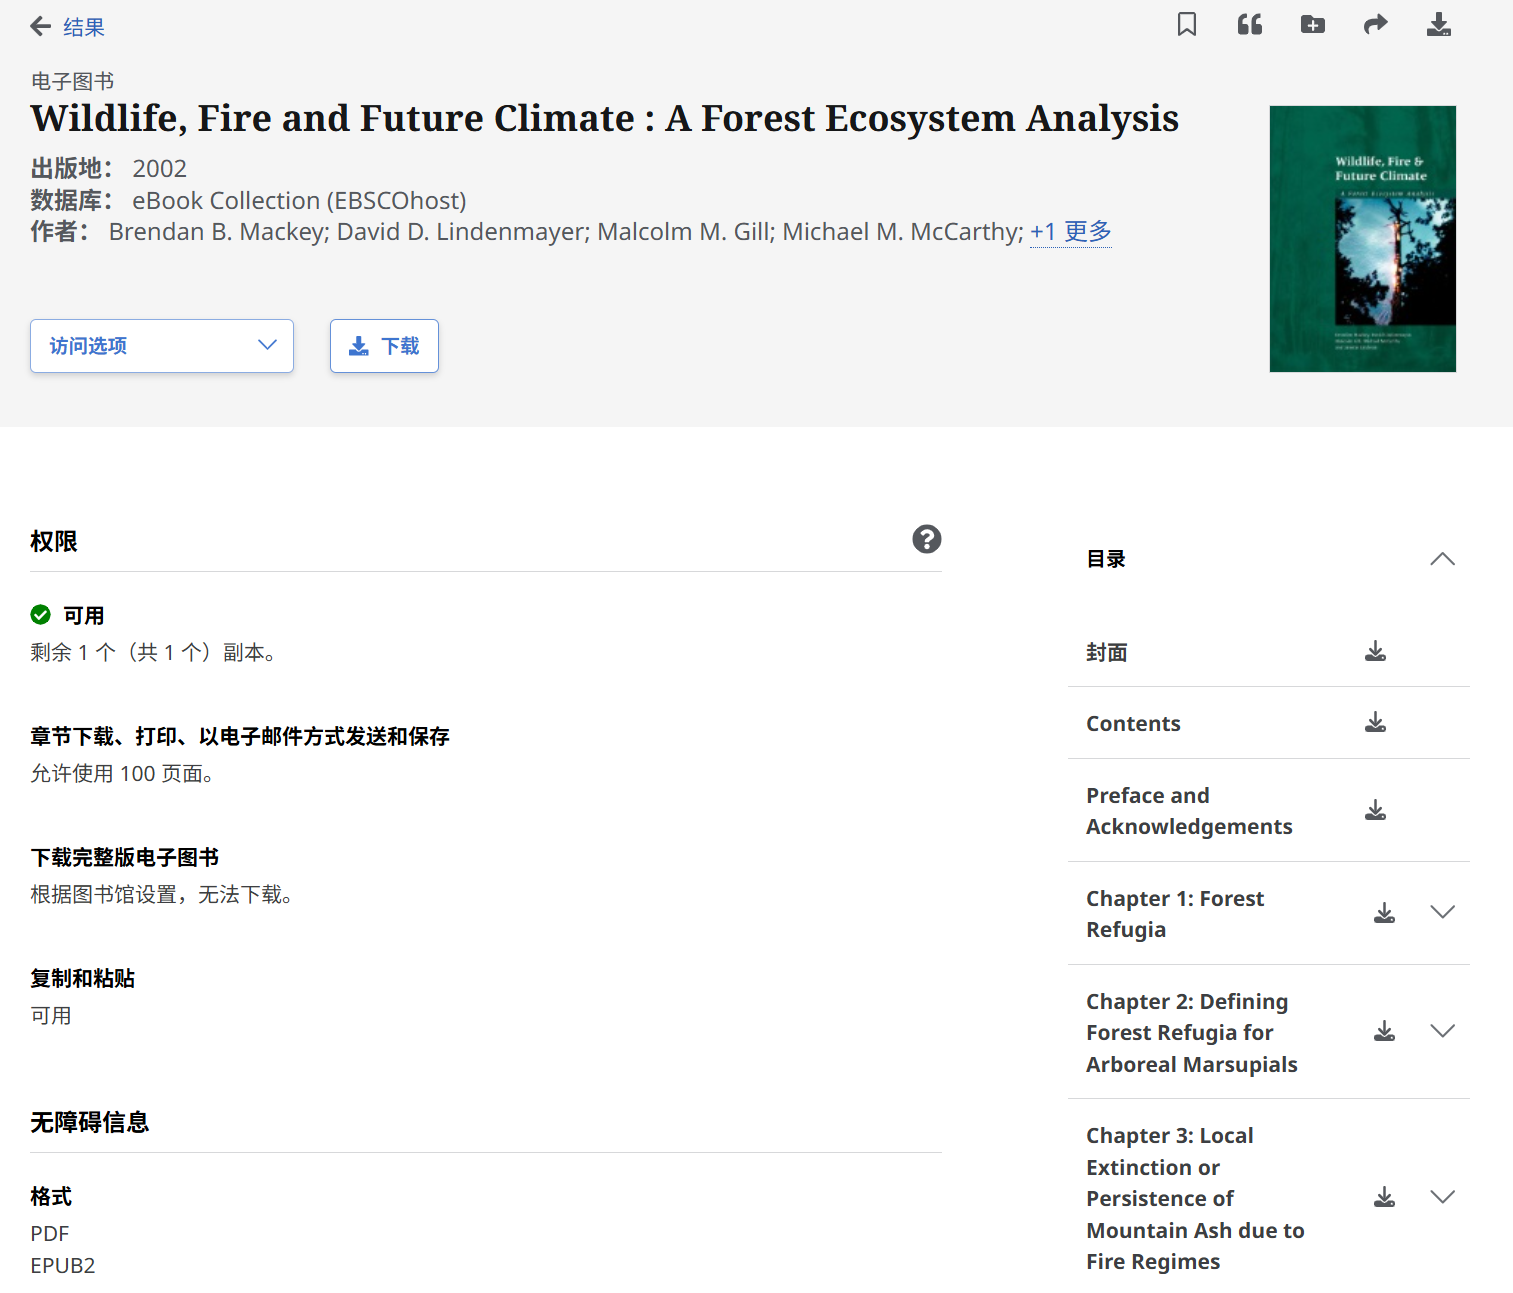 结果
电子图书
Wildlife, Fire and Future Climate : A Forest Ecosystem Analysis
出版地： 2002
数据库： eBook Collection (EBSCOhost)
作者： Brendan B. Mackey; David D. Lindenmayer; Malcolm M. Gill; Michael M. McCarthy; +1 更多
访问选项
下载
Wildlife, Fire &
Future Climate
A Forest Ecosystem Analysis
权限
可用
剩余 1 个（共 1 个）副本。
章节下载、打印、以电子邮件方式发送和保存
允许使用 100 页面。
下载完整版电子图书
根据图书馆设置，无法下载。
复制和粘贴
可用
无障碍信息
格式
PDF
EPUB2
目录
封面
Contents
Preface and
Acknowledgements
Chapter 1: Forest
Refugia
Chapter 2: Defining
Forest Refugia for
Arboreal Marsupials
Chapter 3: Local
Extinction or
Persistence of
Mountain Ash due to
Fire Regimes